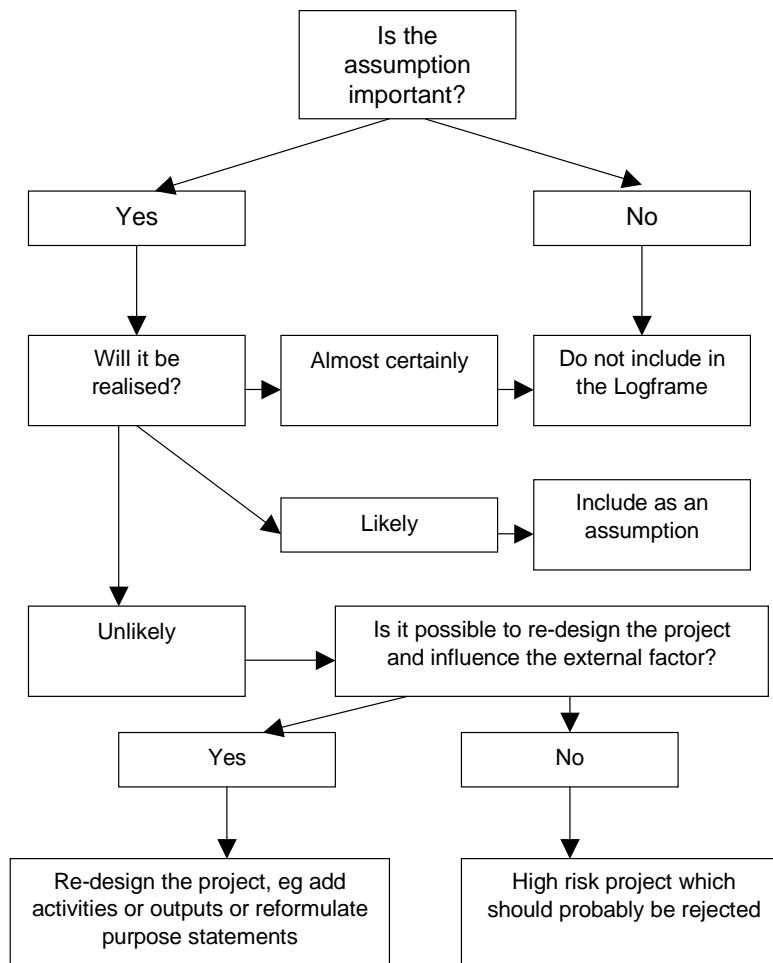 Is the
assumption
important?
Yes
No
Will it be
realised?
Almost certainly
Do not include in
the Logframe
Likely
Include as an
assumption
Unlikely
Is it possible to re-design the project
and influence the external factor?
Yes
No
Re-design the project, eg add
activities or outputs or reformulate
purpose statements
High risk project which
should probably be rejected